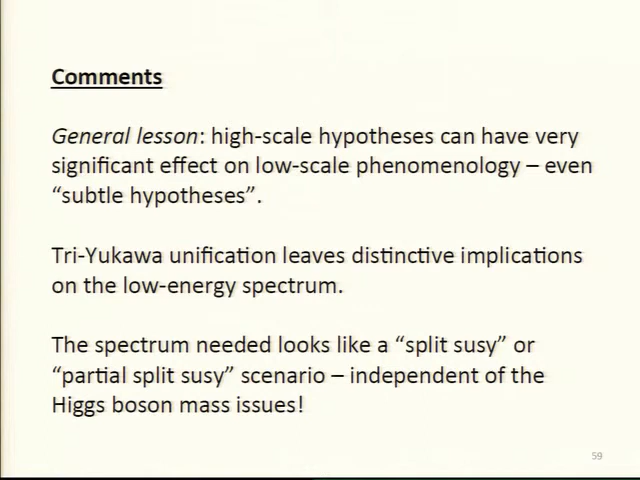 Comments
General lesson: high-scale hypotheses can have very
significant effect on low-scale phenomenology – even
“subtle hypotheses”.
Tri-Yukawa unification leaves distinctive implications
on the low-energy spectrum.
The spectrum needed looks like a “split susy” or
“partial split susy” scenario – independent of the
Higgs boson mass issues!
59